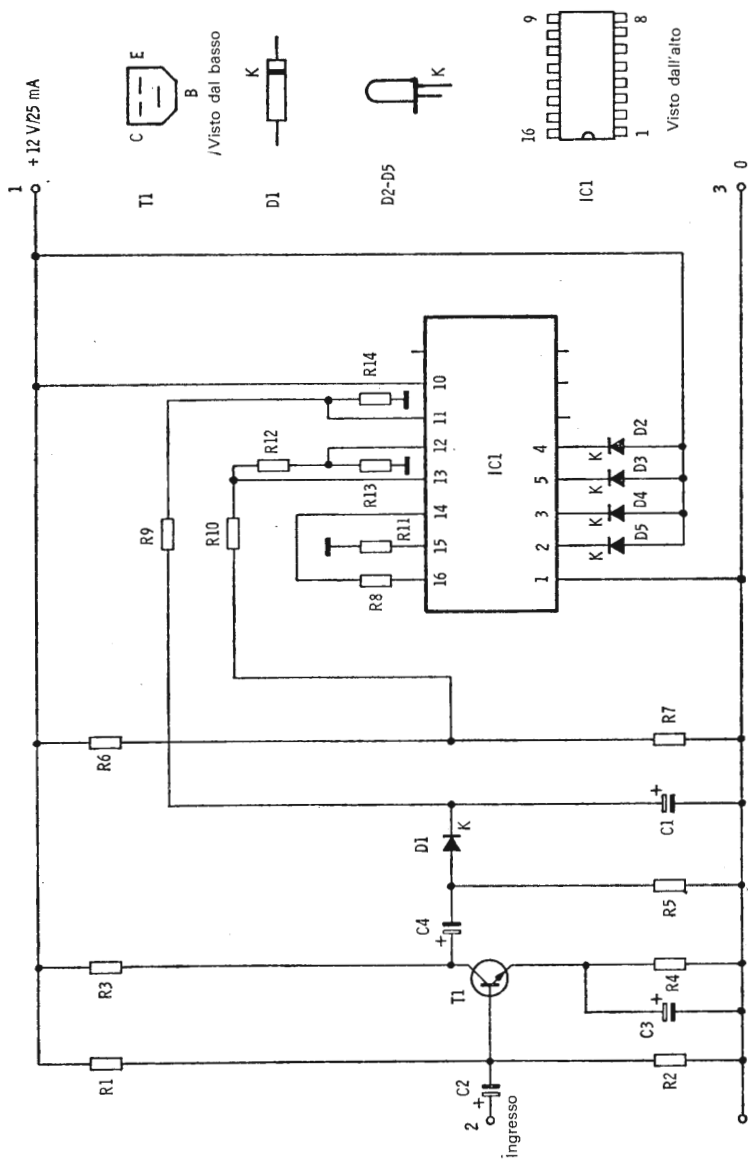 1
+ 12 V/25 mA
T1
C
E
B
/Visto dal basso
D1
K
D2-D5
K
IC1
16
9
1
8
Visto dall'alto
R1
R3
R6
R9
R10
R12
R14
R13
R11
R8
16
15
14
13
12
11
10
IC1
1
2
3
5
4
K
D5
D4
K
D3
K
D2
K
D1
K
C4
+
T1
2
+
C2
ingresso
R2
C3
+
R4
R5
C1
+
R7
3
0